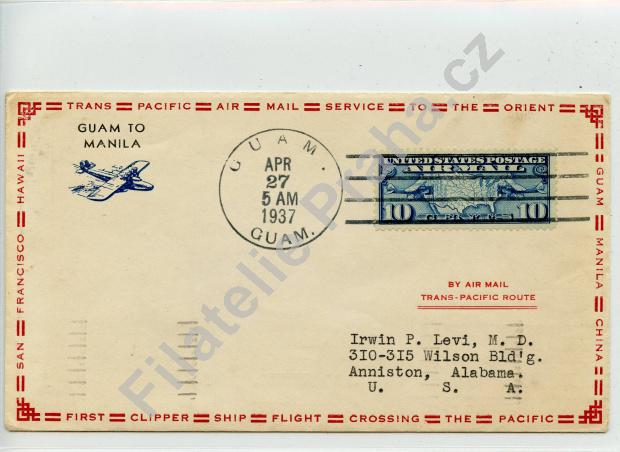 TRANS PACIFIC AIR MAIL SERVICE TO THE ORIENT
GUAM TO
MANILA
GUAM.
APR
27
5 AM
1937
GUAM.
UNITED STATES POSTAGE
AIR MAIL
10 CENTS 10
SAN FRANCISCO HAWAII
GUAM MANILA CHINA
BY AIR MAIL
TRANS-PACIFIC ROUTE
Irwin P. Levi, M. D.
310-315 Wilson Bld'g.
Anniston, Alabama.
U. S. A.
FIRST CLIPPER SHIP FLIGHT CROSSING THE PACIFIC
Filatelie Praha.cz